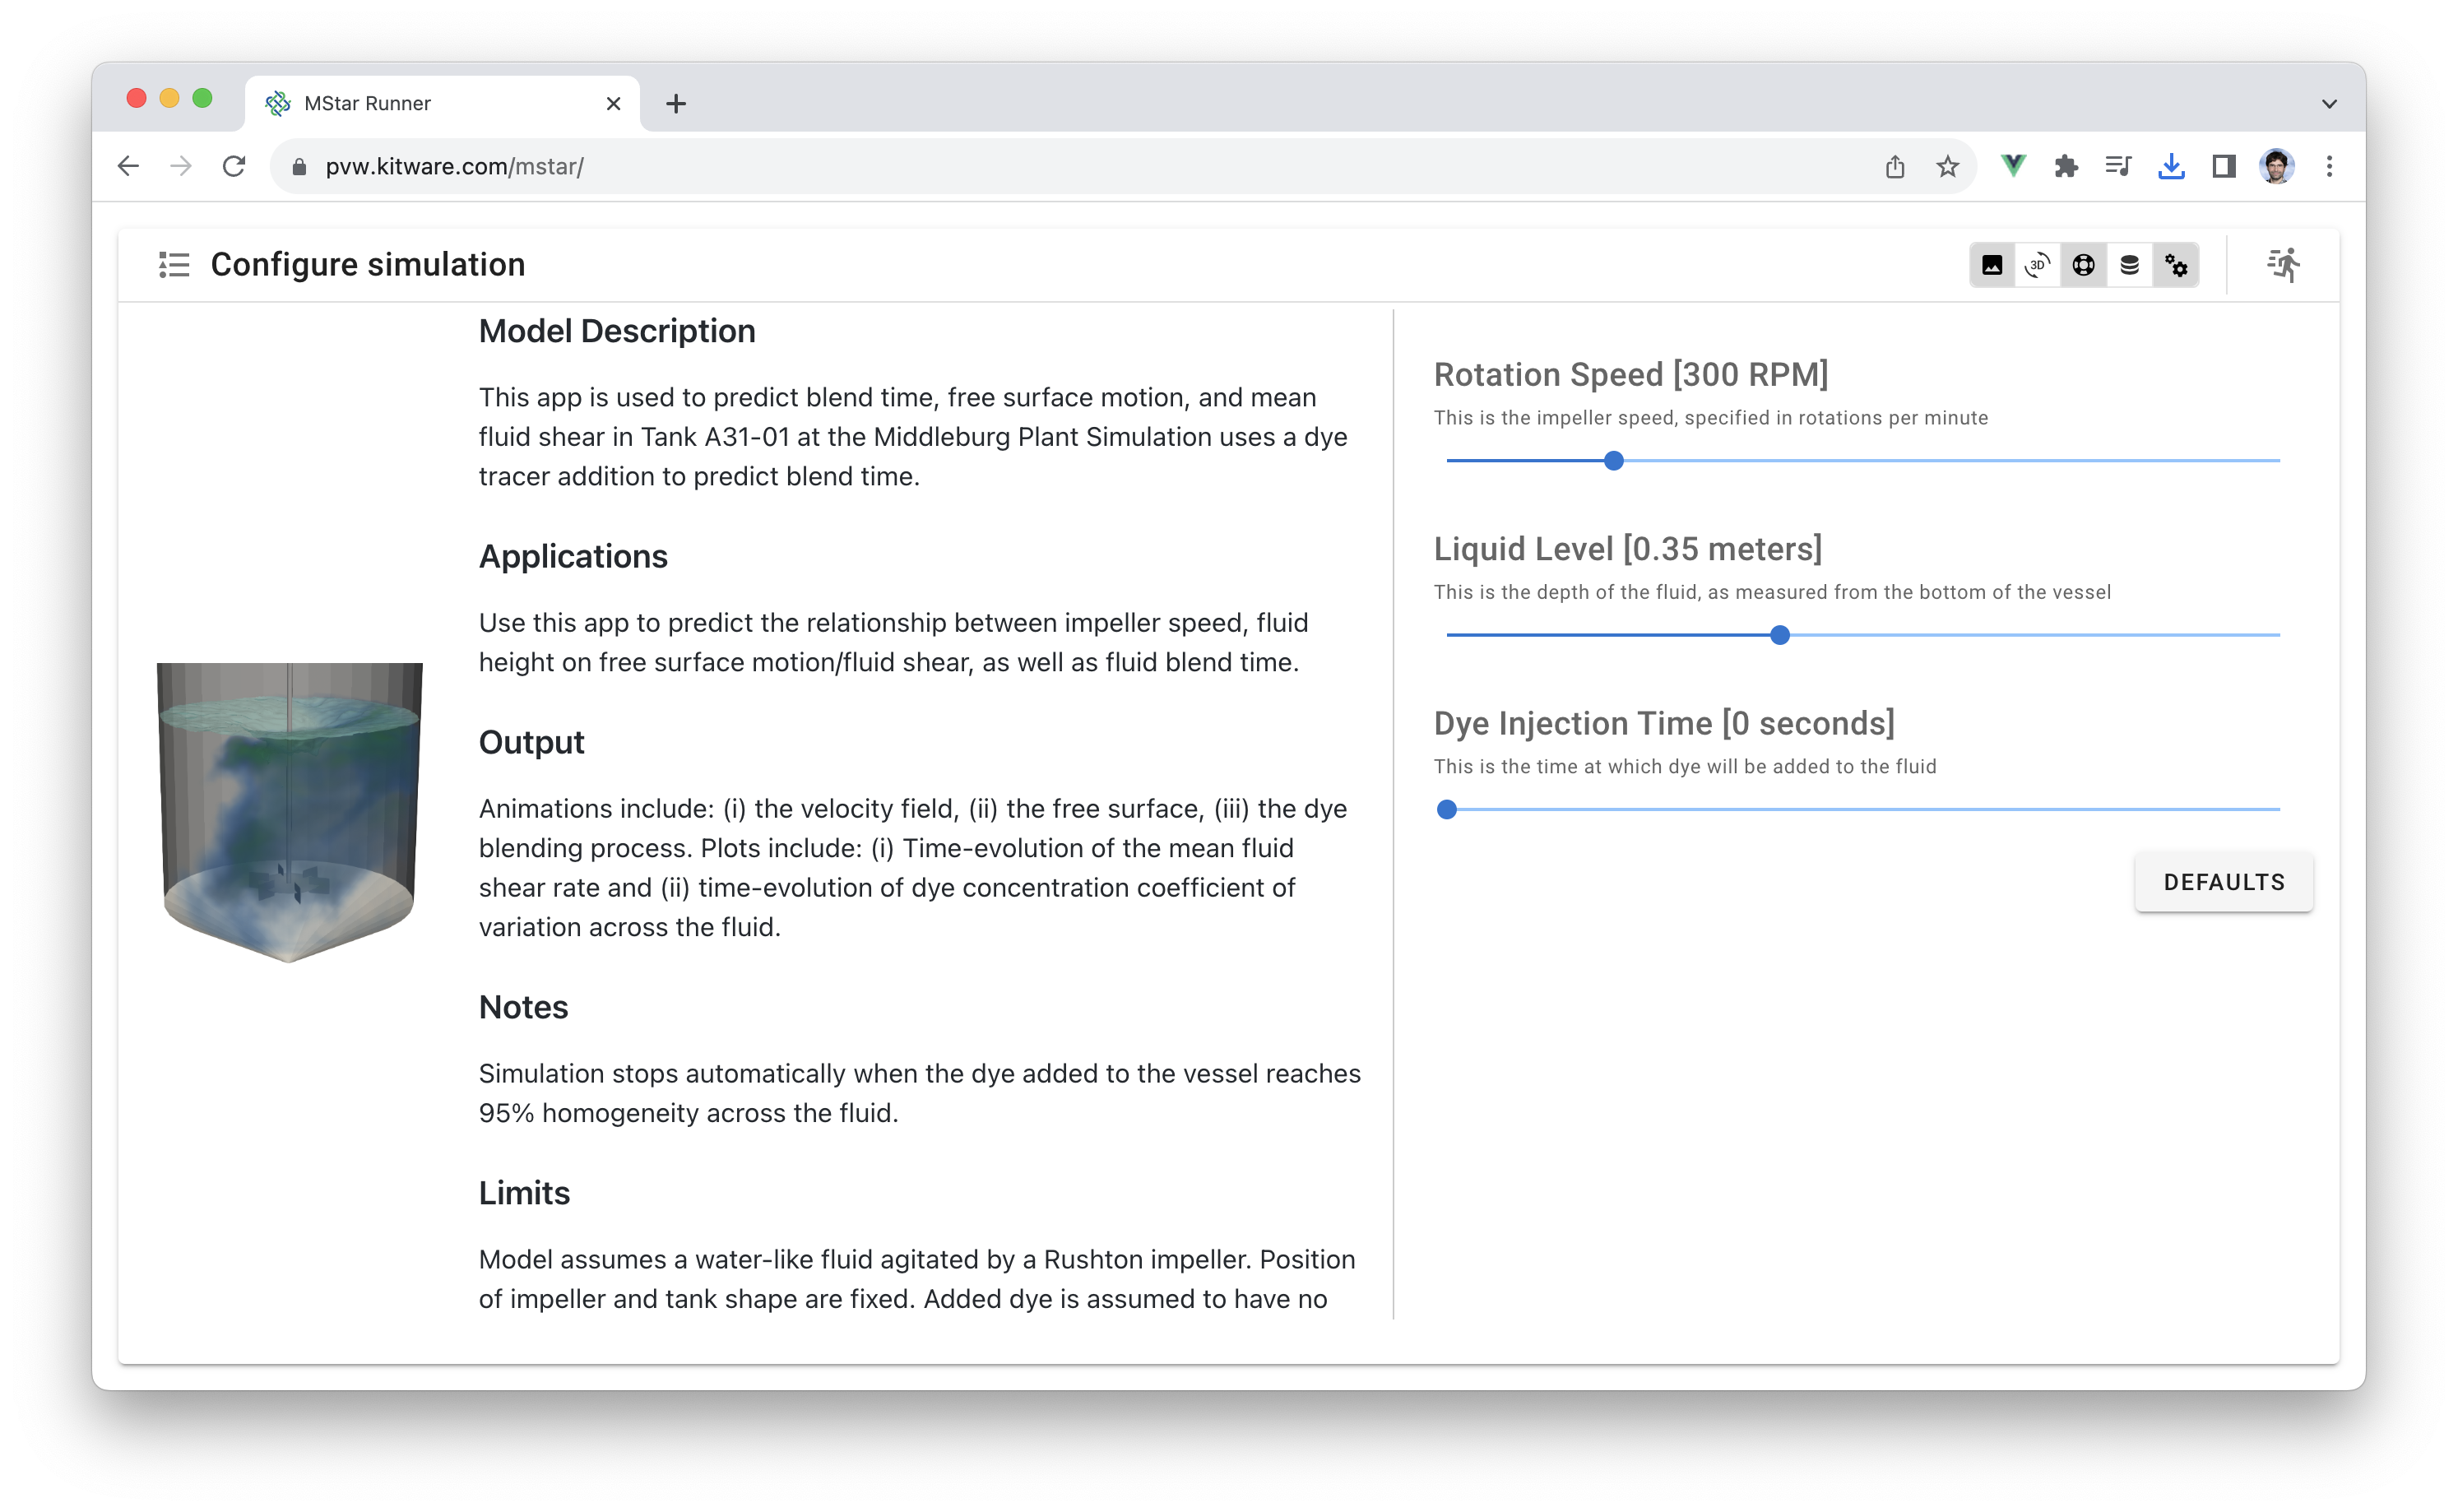 MStar Runner
pvw.kitware.com/mstar/
Configure simulation
3D
Model Description
This app is used to predict blend time, free surface motion, and mean
fluid shear in Tank A31-01 at the Middleburg Plant Simulation uses a dye
tracer addition to predict blend time.
Applications
Use this app to predict the relationship between impeller speed, fluid
height on free surface motion/fluid shear, as well as fluid blend time.
Output
Animations include: (i) the velocity field, (ii) the free surface, (iii) the dye
blending process. Plots include: (i) Time-evolution of the mean fluid
shear rate and (ii) time-evolution of dye concentration coefficient of
variation across the fluid.
Notes
Simulation stops automatically when the dye added to the vessel reaches
95% homogeneity across the fluid.
Limits
Model assumes a water-like fluid agitated by a Rushton impeller. Position
of impeller and tank shape are fixed. Added dye is assumed to have no
Rotation Speed [300 RPM]
This is the impeller speed, specified in rotations per minute
Liquid Level [0.35 meters]
This is the depth of the fluid, as measured from the bottom of the vessel
Dye Injection Time [0 seconds]
This is the time at which dye will be added to the fluid
DEFAULTS